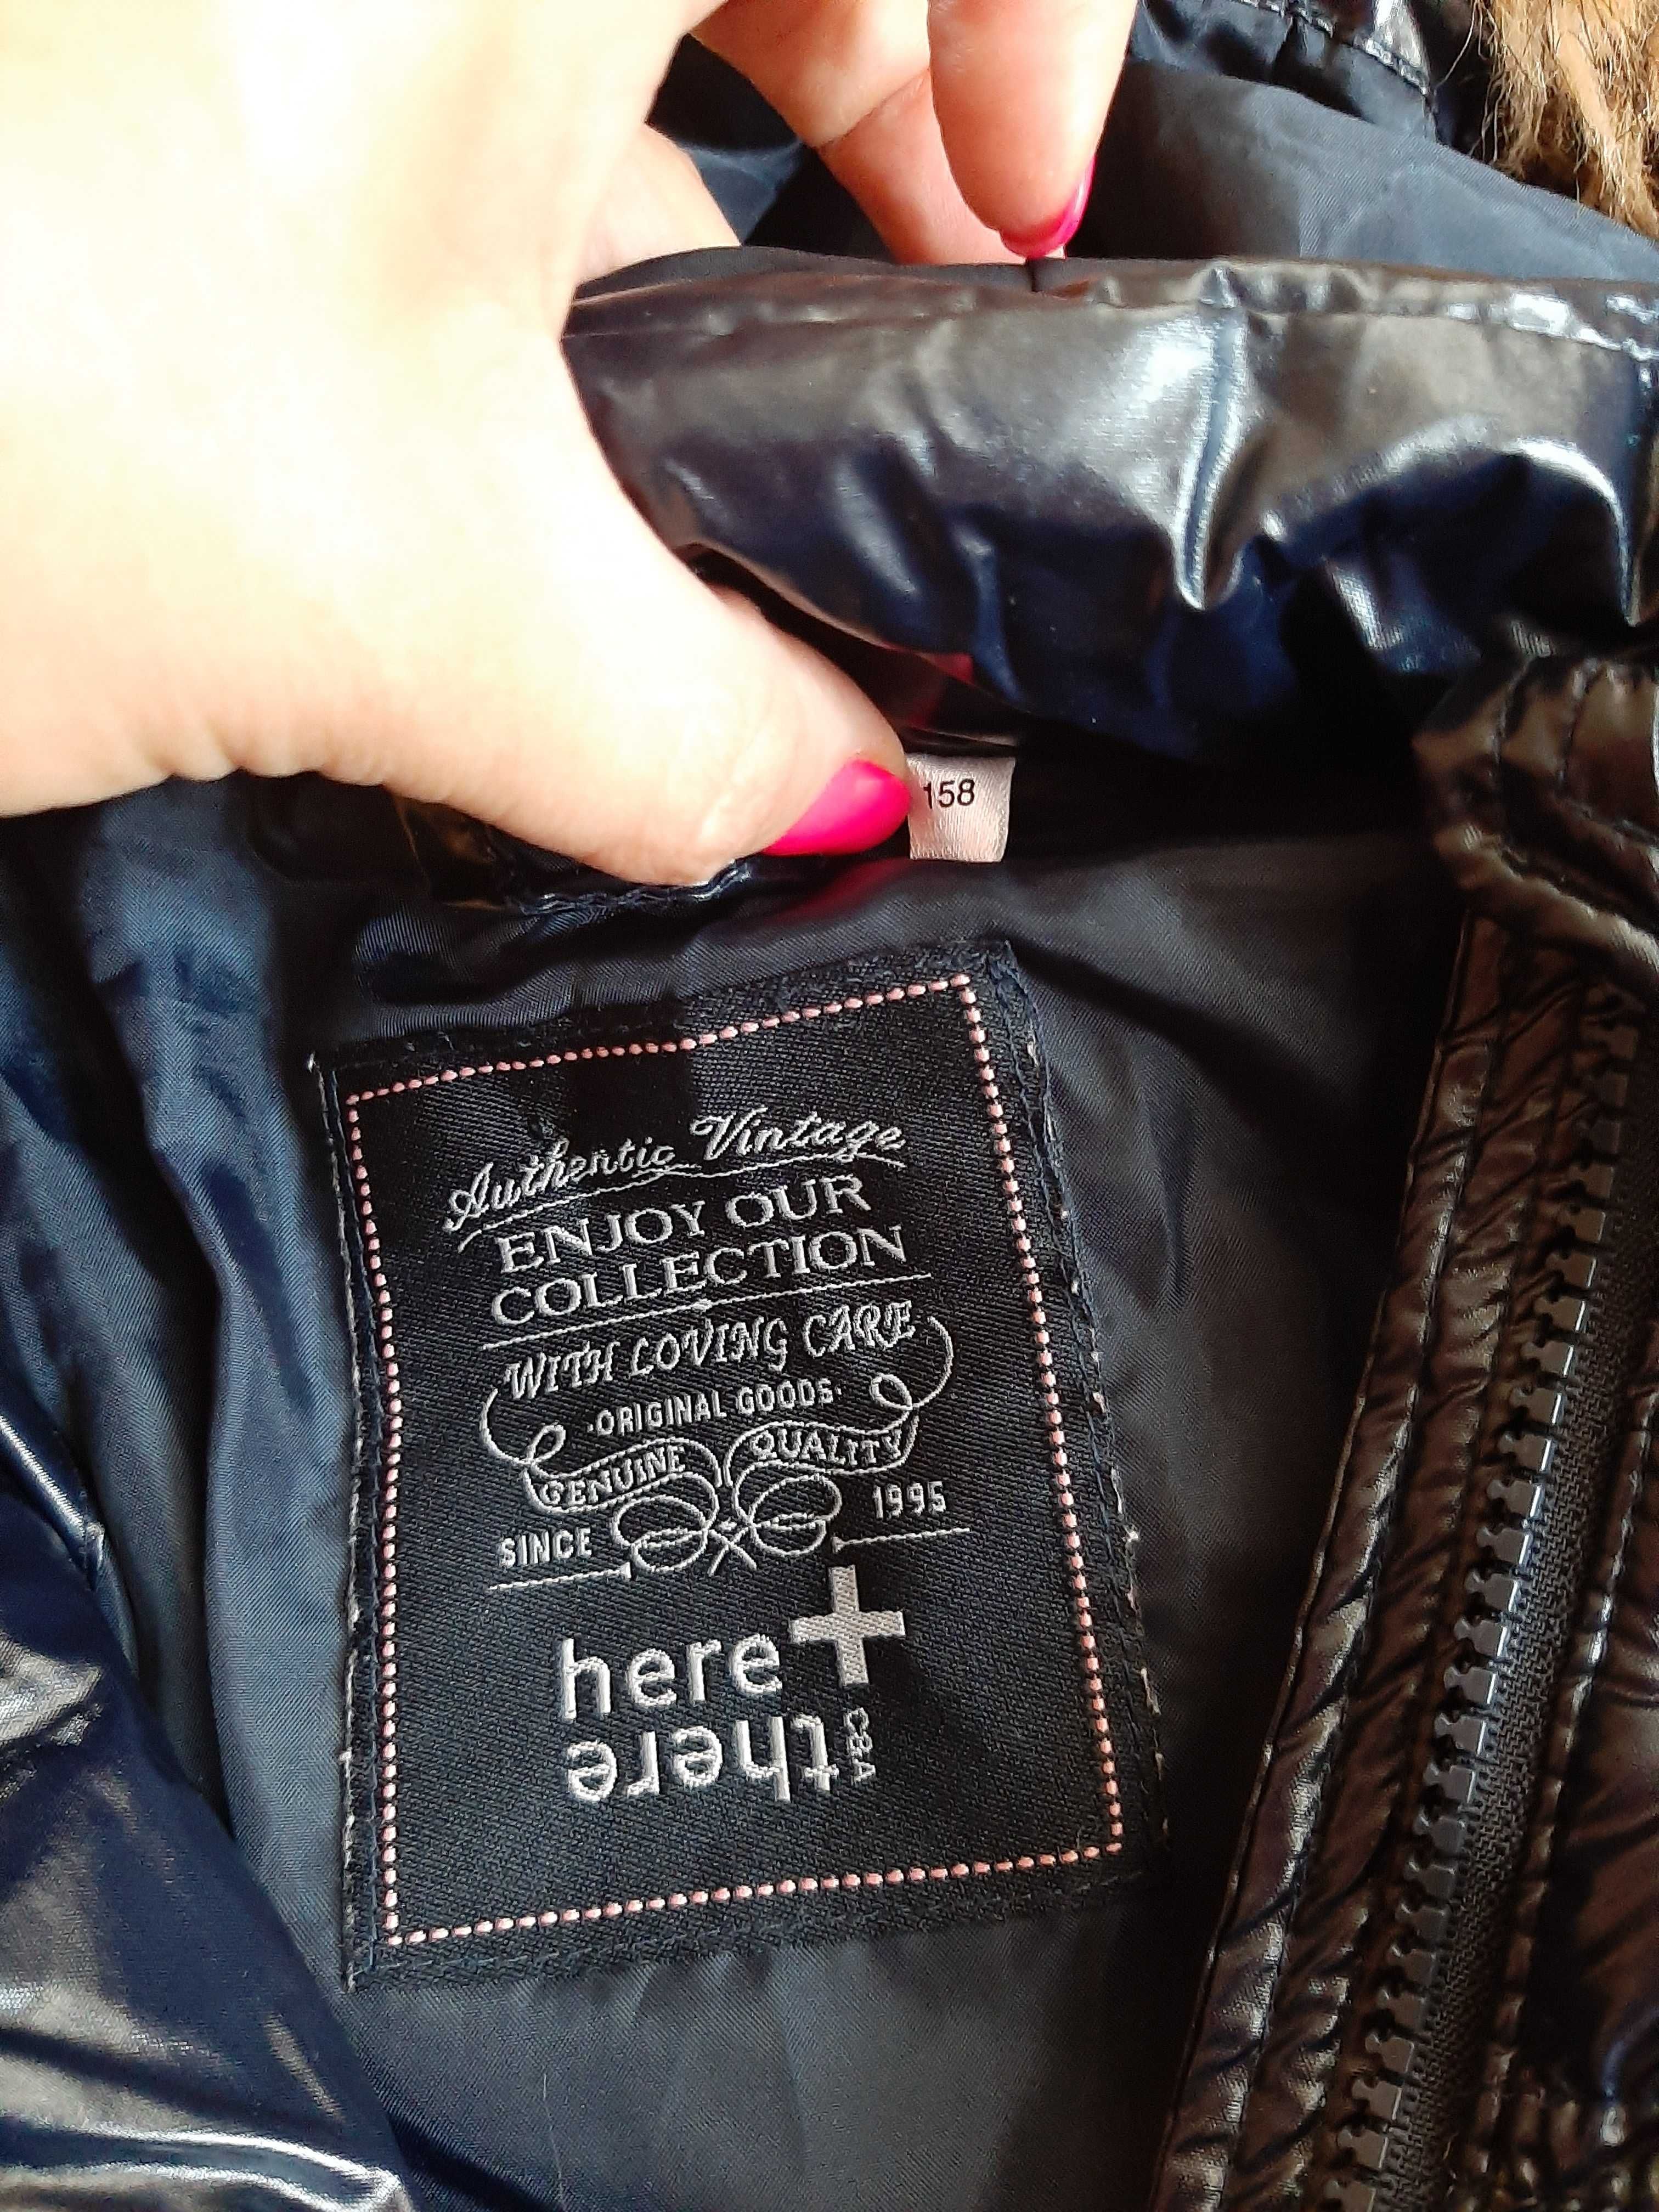 158
Authentic Vintage
ENJOY OUR
COLLECTION
WITH LOVING CARE
·ORIGINAL GOODS·
GENUINE QUALITY
SINCE 1995
here+
there
C&A